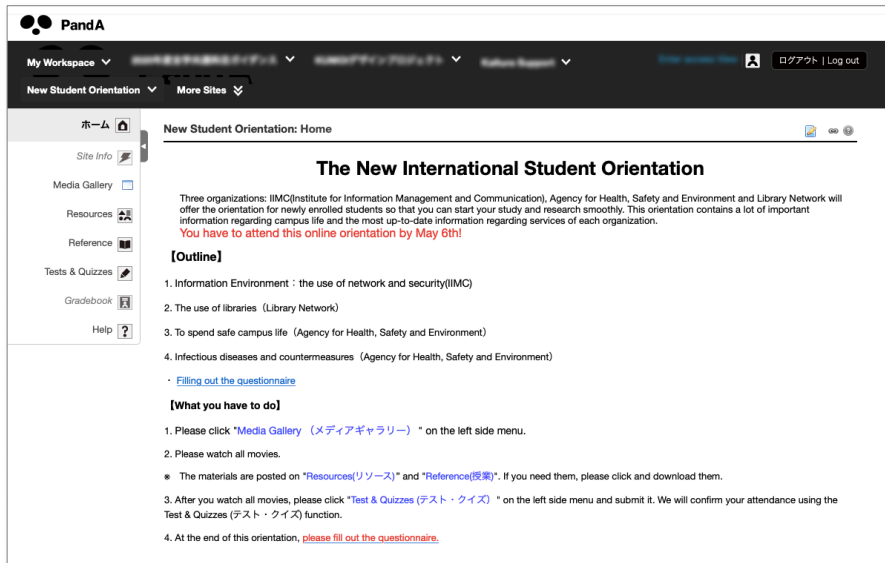 PandA
My Workspace
ログアウト | Log out
New Student Orientation
More Sites
ホーム
Site Info
Media Gallery
Resources
Reference
Tests & Quizzes
Gradebook
Help
New Student Orientation: Home
The New International Student Orientation
Three organizations: IIMC(Institute for Information Management and Communication), Agency for Health, Safety and Environment and Library Network will
offer the orientation for newly enrolled students so that you can start your study and research smoothly. This orientation contains a lot of important
information regarding campus life and the most up-to-date information regarding services of each organization.
You have to attend this online orientation by May 6th!
【Outline】
1. Information Environment：the use of network and security(IIMC)
2. The use of libraries（Library Network）
3. To spend safe campus life（Agency for Health, Safety and Environment）
4. Infectious diseases and countermeasures（Agency for Health, Safety and Environment）
・ Filling out the questionnaire
【What you have to do】
1. Please click "Media Gallery （メディアギャラリー） " on the left side menu.
2. Please watch all movies.
※ The materials are posted on "Resources(リソース)" and "Reference(授業)". If you need them, please click and download them.
3. After you watch all movies, please click "Test & Quizzes (テスト・クイズ） " on the left side menu and submit it. We will confirm your attendance using the
Test & Quizzes (テスト・クイズ) function.
4. At the end of this orientation, please fill out the questionnaire.